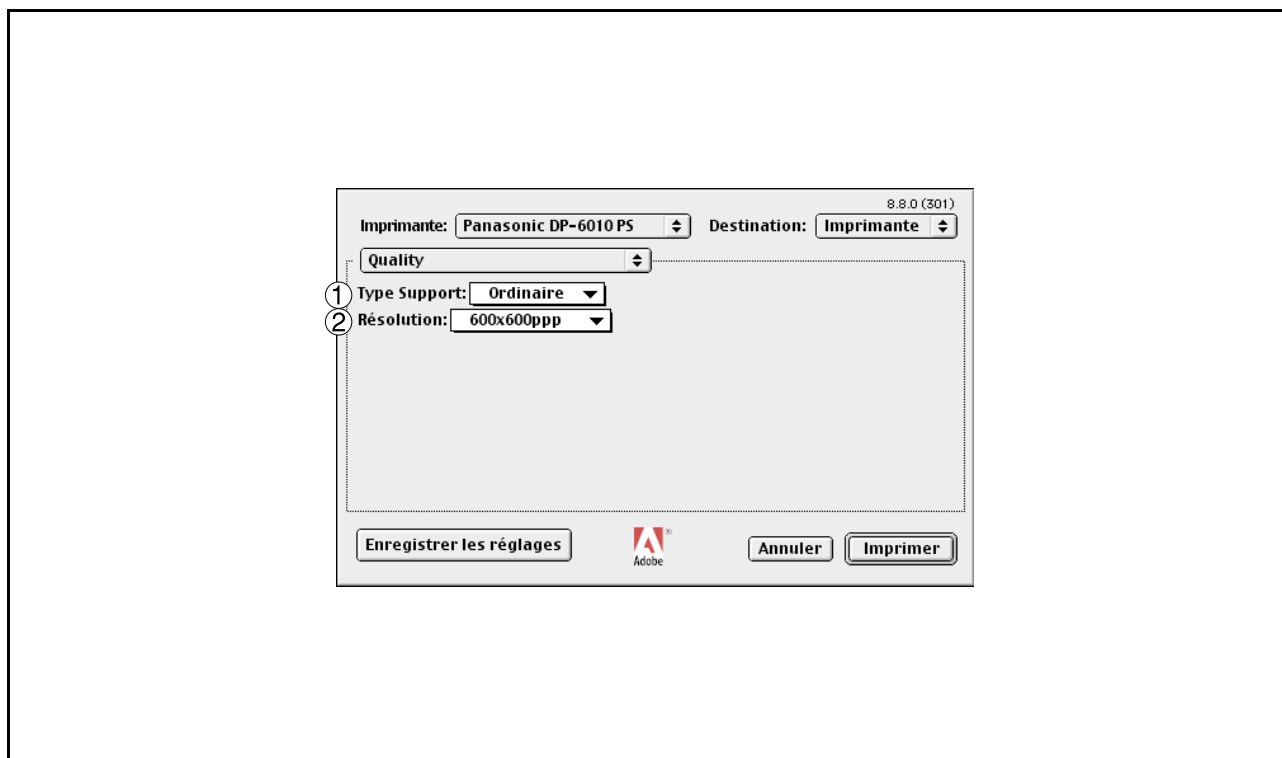 8.8.0 (301)
Imprimante: Panasonic DP-6010 PS Destination: Imprimante
Quality
① Type Support: Ordinaire
② Résolution: 600x600ppp
Enregistrer les réglages Adobe® Annuler Imprimer